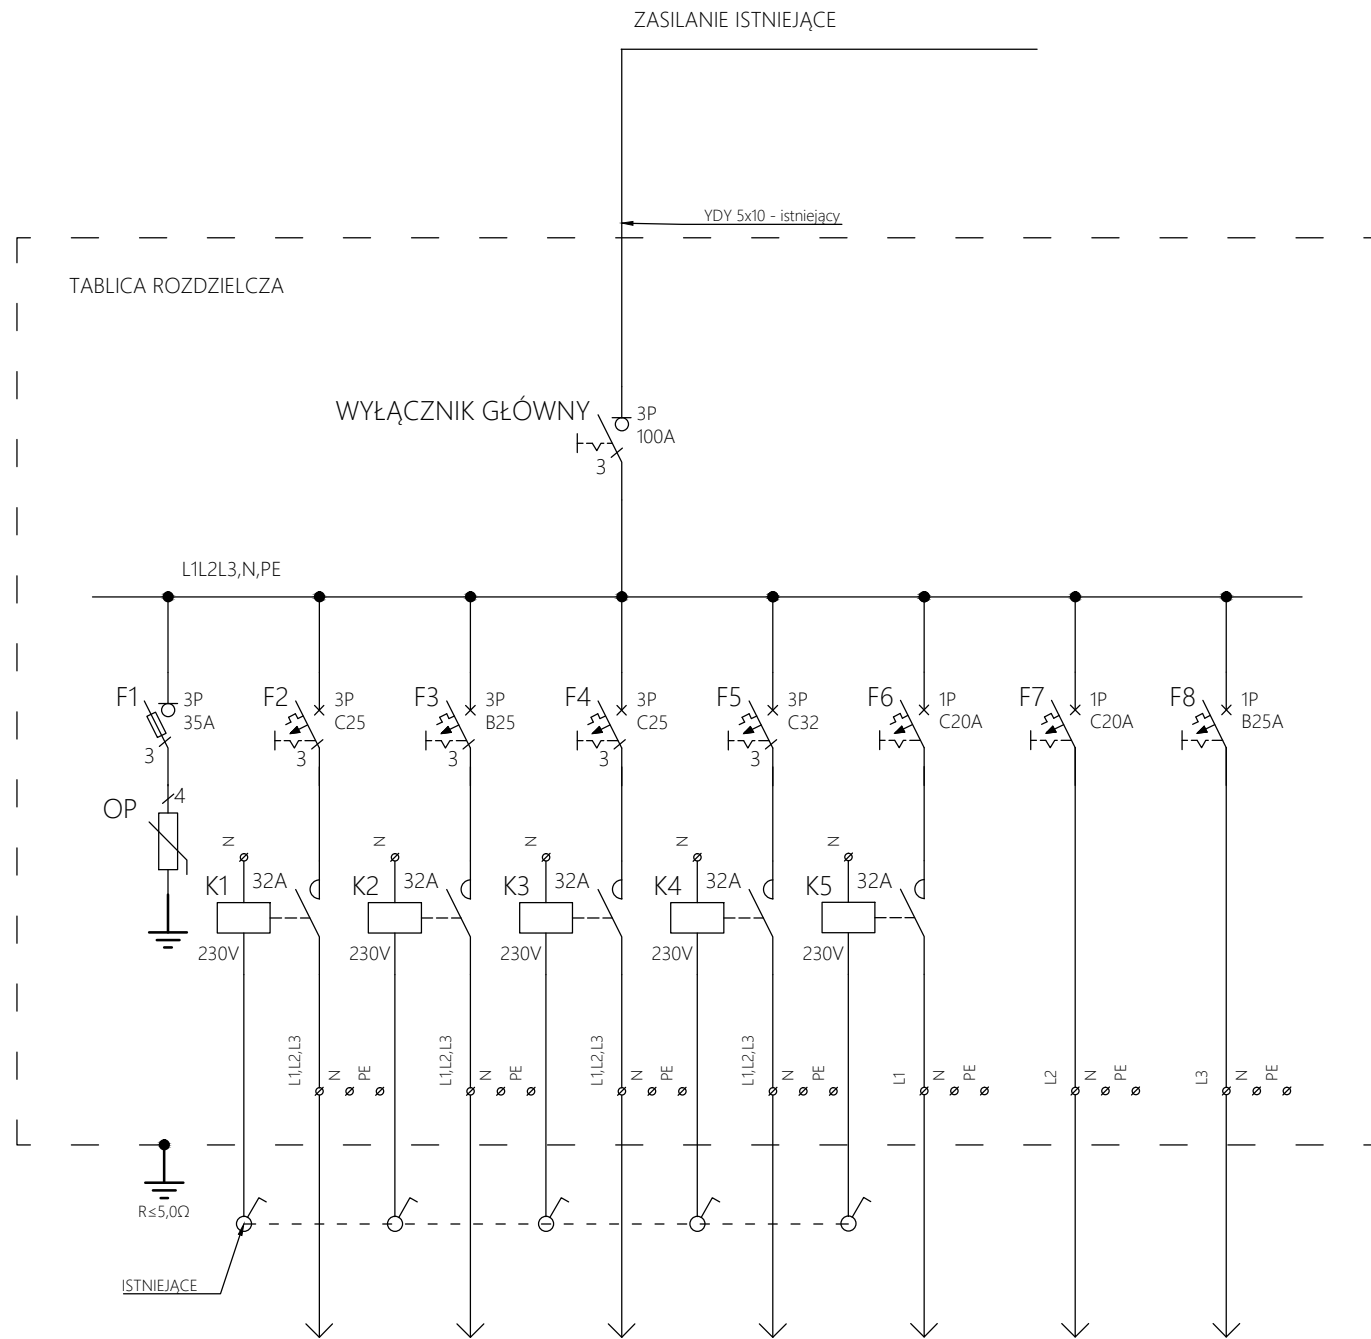 ZASILANIE ISTNIEJĄCE
YDY 5x10 - istniejący
TABLICA ROZDZIELCZA
WYŁĄCZNIK GŁÓWNY
3P
100A
3
L1L2L3,N,PE
F1
3P
35A
3
F2
3P
C25
3
F3
3P
B25
3
F4
3P
C25
3
F5
3P
C32
3
F6
1P
C20A
F7
1P
C20A
F8
1P
B25A
OP
4
N
K1
32A
230V
N
K2
32A
230V
N
K3
32A
230V
N
K4
32A
230V
N
K5
32A
230V
L1,L2,L3
N
PE
L1,L2,L3
N
PE
L1,L2,L3
N
PE
L1,L2,L3
N
PE
L1
N
PE
L2
N
PE
L3
N
PE
R≤5,0Ω
ISTNIEJĄCE